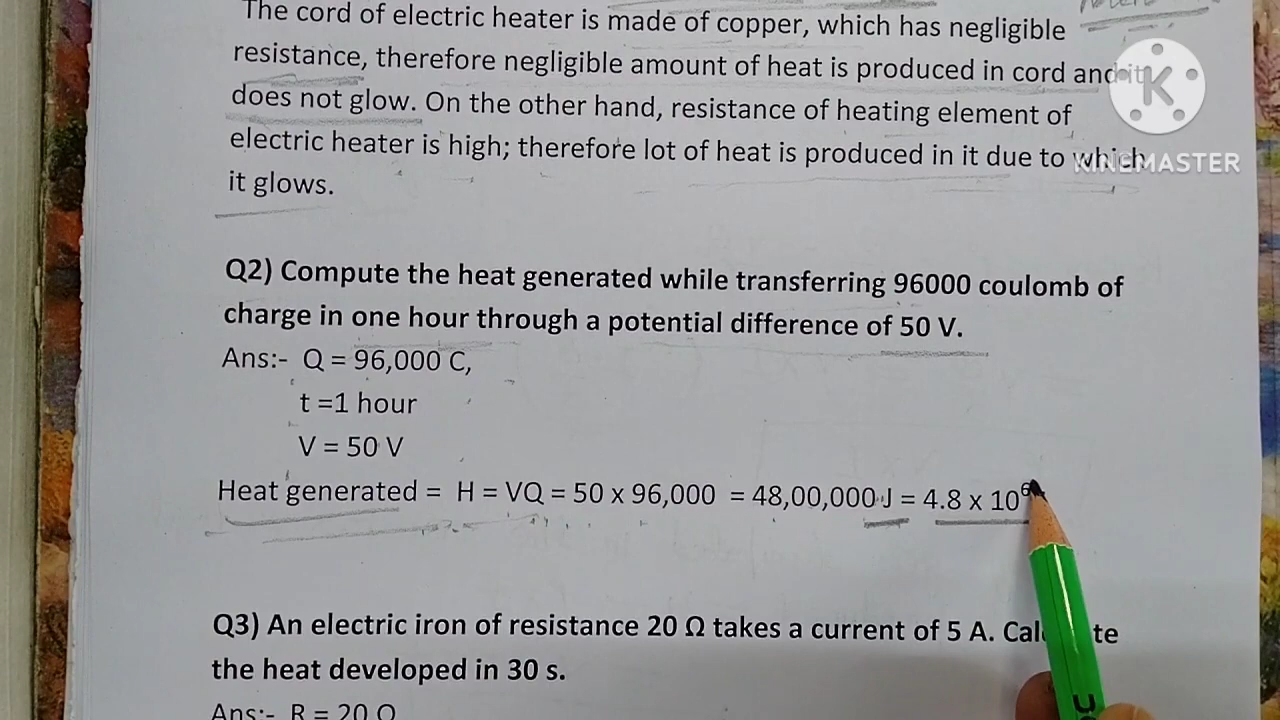 The cord of electric heater is made of copper, which has negligible
resistance, therefore negligible amount of heat is produced in cord and it
does not glow. On the other hand, resistance of heating element of
electric heater is high; therefore lot of heat is produced in it due to which
it glows.
K
KINEMASTER
Q2) Compute the heat generated while transferring 96000 coulomb of
charge in one hour through a potential difference of 50 V.
Ans:- Q = 96,000 C,
t =1 hour
V = 50 V
Heat generated = H = VQ = 50 x 96,000 = 48,00,000 J = 4.8 x 10⁶
Q3) An electric iron of resistance 20 Ω takes a current of 5 A.
the heat developed in 30 s.
Ans:- R = 20 Ω